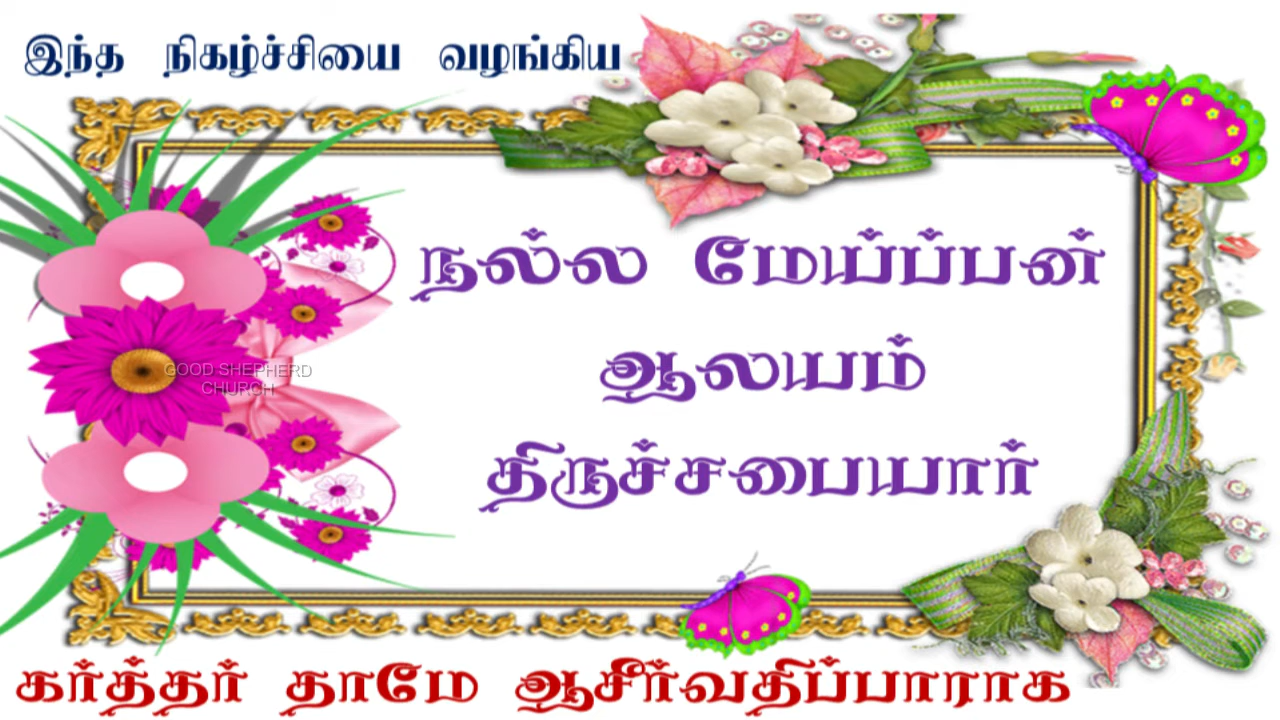 இந்த நிகழ்ச்சியை வழங்கிய
நல்ல மேய்ப்பன்
ஆலயம்
திருச்சபையார்
GOOD SHEPHERD
CHURCH
கர்த்தர் தாமே ஆசீர்வதிப்பாராக